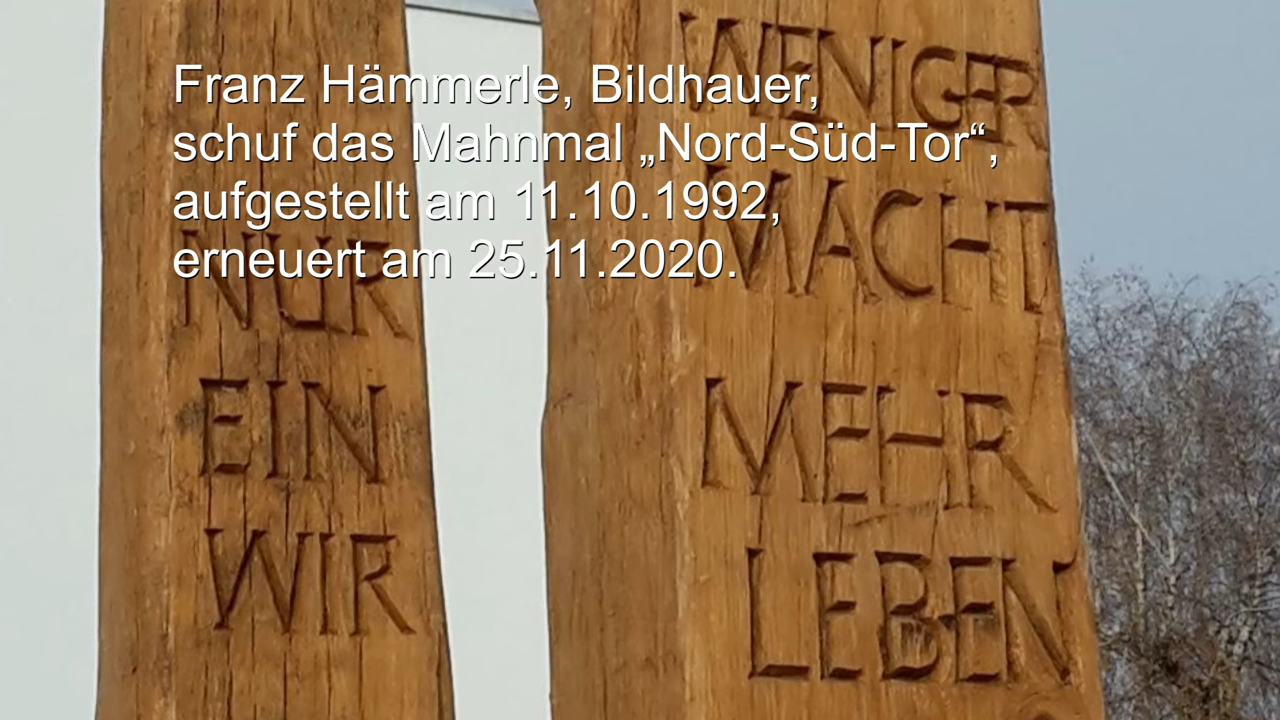 Franz Hämmerle, Bildhauer,
schuf das Mahnmal „Nord-Süd-Tor“,
aufgestellt am 11.10.1992,
erneuert am 25.11.2020.
NUR
EIN
WIR
WENIGER
MACHT
MEHR
LEBEN